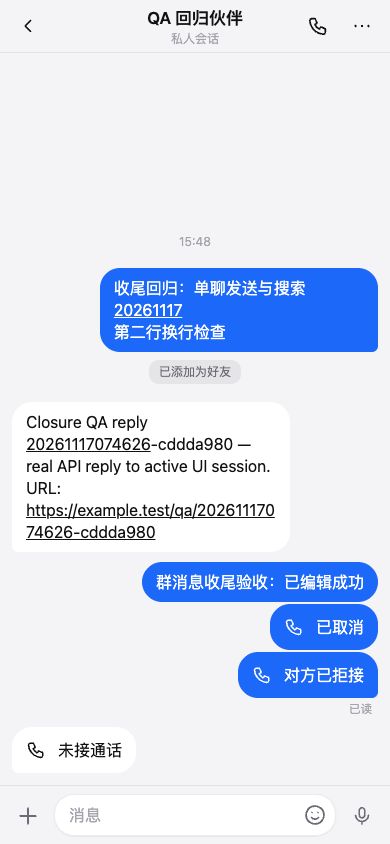 QA 回归伙伴
私人会话
15:48
收尾回归：单聊发送与搜索
20261117
第二行换行检查
已添加为好友
Closure QA reply
20261117074626-cddda980 —
real API reply to active UI session.
URL:
https://example.test/qa/202611170
74626-cddda980
群消息收尾验收：已编辑成功
已取消
对方已拒接
已读
未接通话
消息